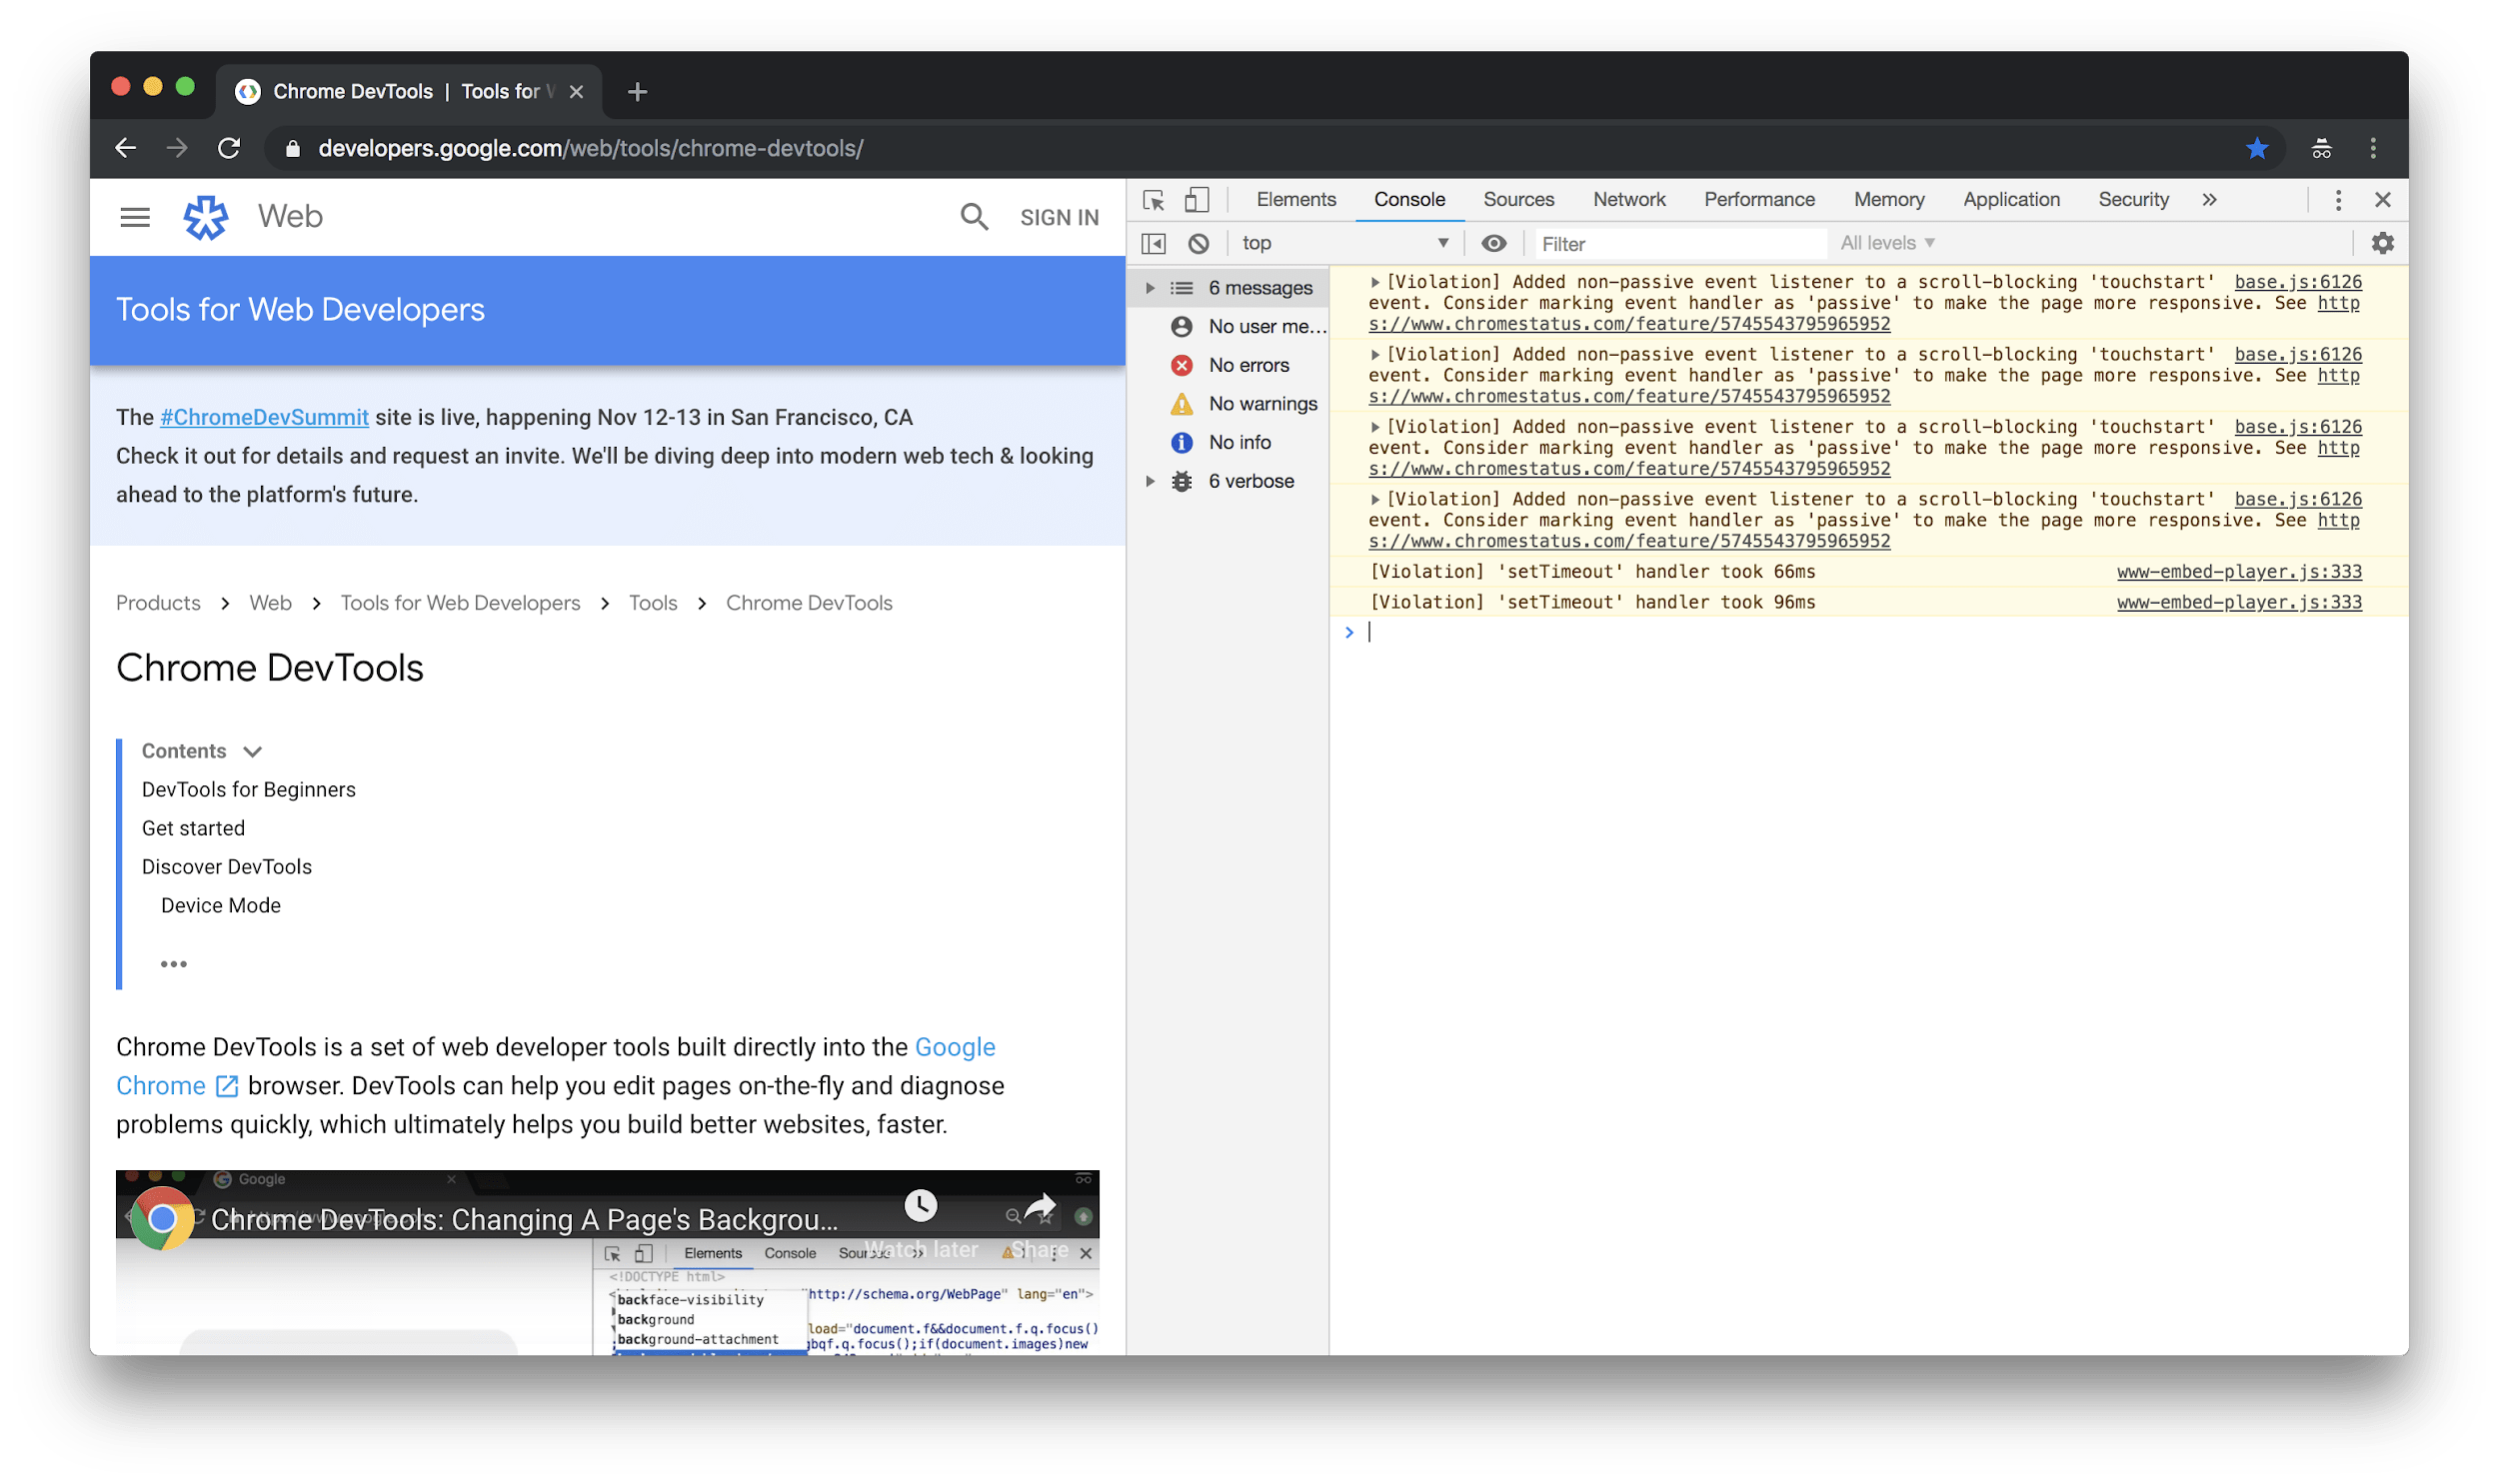 Chrome DevTools | Tools for W
developers.google.com/web/tools/chrome-devtools/
Web
SIGN IN
Tools for Web Developers
The #ChromeDevSummit site is live, happening Nov 12-13 in San Francisco, CA
Check it out for details and request an invite. We'll be diving deep into modern web tech & looking
ahead to the platform's future.
Products > Web > Tools for Web Developers > Tools > Chrome DevTools
Chrome DevTools
Contents
DevTools for Beginners
Get started
Discover DevTools
Device Mode
•••
Chrome DevTools is a set of web developer tools built directly into the Google
Chrome browser. DevTools can help you edit pages on-the-fly and diagnose
problems quickly, which ultimately helps you build better websites, faster.
Google
Chrome DevTools: Changing A Page's Backgrou...
Watch later
Share
Elements Console
<!DOCTYPE html>
"http://schema.org/WebPage" lang="en">
backface-visibility
background
load="document.f&&document.f.q.focus()
background-attachment
gbqf.q.focus();if(document.images)new
Elements Console Sources Network Performance Memory Application Security »
top
Filter
All levels
6 messages
No user me...
No errors
No warnings
No info
6 verbose
[Violation] Added non-passive event listener to a scroll-blocking 'touchstart' base.js:6126
event. Consider marking event handler as 'passive' to make the page more responsive. See http
s://www.chromestatus.com/feature/5745543795965952
[Violation] Added non-passive event listener to a scroll-blocking 'touchstart' base.js:6126
event. Consider marking event handler as 'passive' to make the page more responsive. See http
s://www.chromestatus.com/feature/5745543795965952
[Violation] Added non-passive event listener to a scroll-blocking 'touchstart' base.js:6126
event. Consider marking event handler as 'passive' to make the page more responsive. See http
s://www.chromestatus.com/feature/5745543795965952
[Violation] Added non-passive event listener to a scroll-blocking 'touchstart' base.js:6126
event. Consider marking event handler as 'passive' to make the page more responsive. See http
s://www.chromestatus.com/feature/5745543795965952
[Violation] 'setTimeout' handler took 66ms www-embed-player.js:333
[Violation] 'setTimeout' handler took 96ms www-embed-player.js:333
>